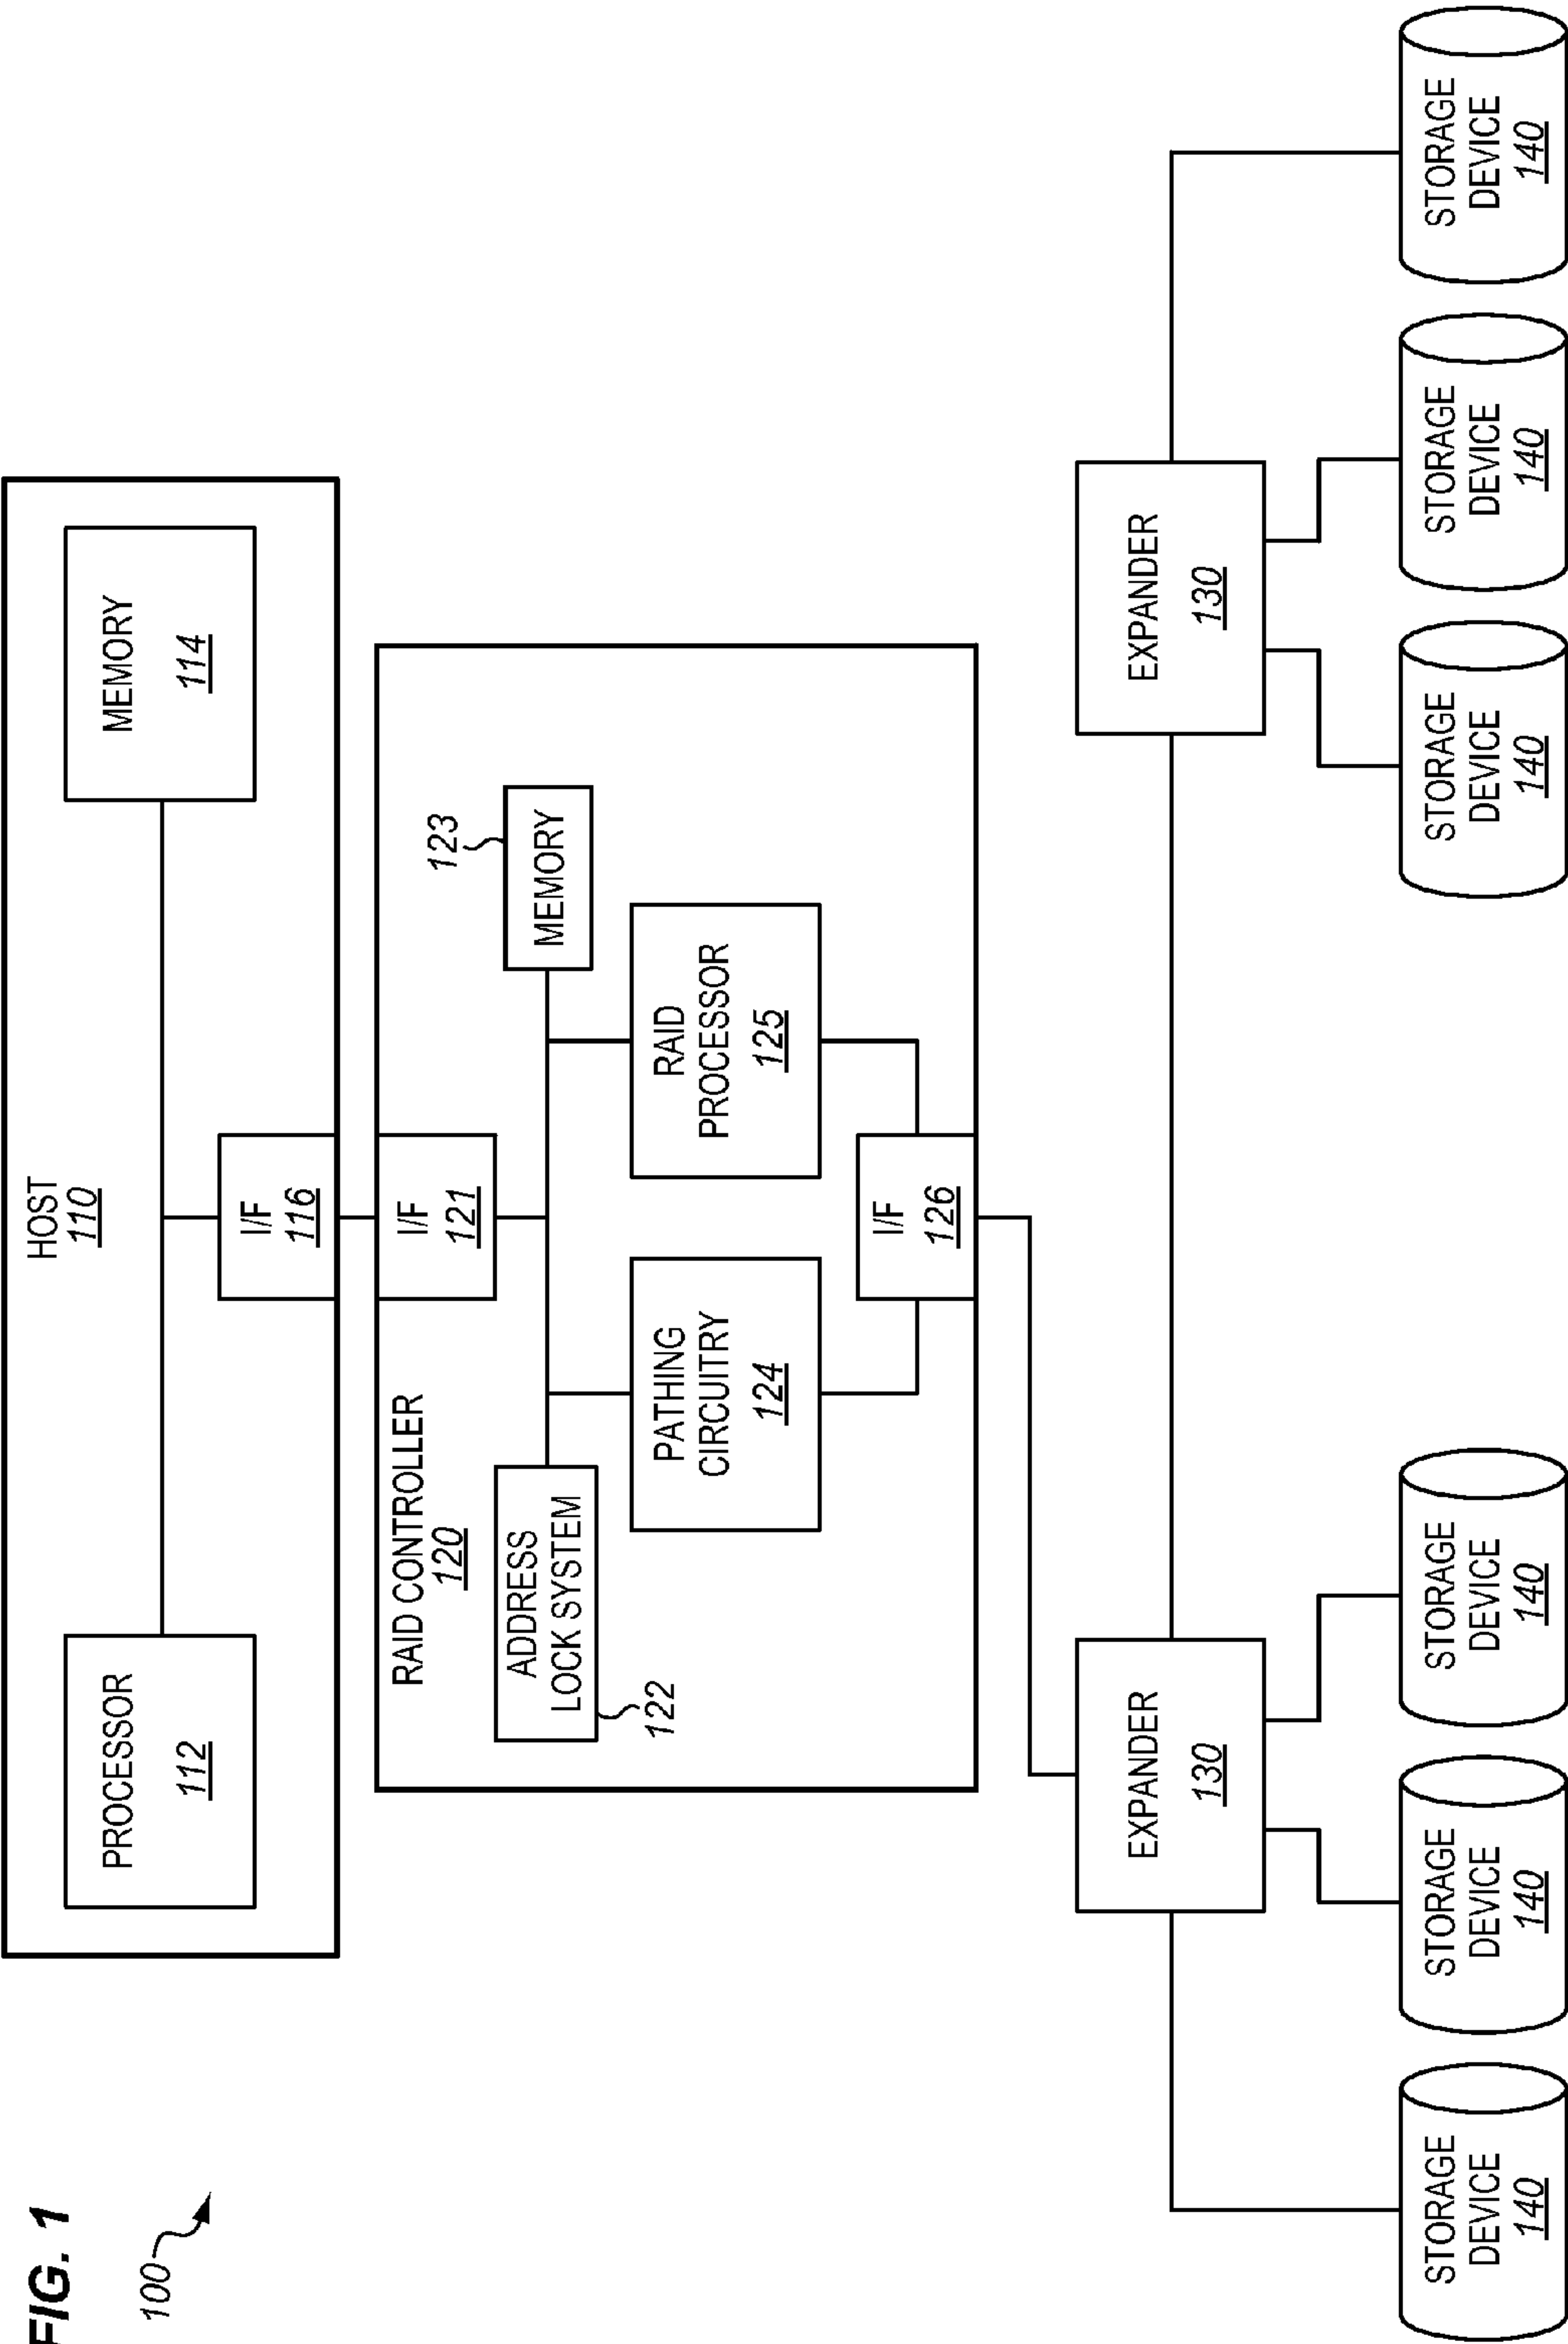 FIG. 1
100
HOST
110
PROCESSOR
112
MEMORY
114
I/F
116
RAID CONTROLLER
120
I/F
121
ADDRESS
LOCK SYSTEM
122
123
MEMORY
PATHING
CIRCUITRY
124
RAID
PROCESSOR
125
I/F
126
EXPANDER
130
EXPANDER
130
STORAGE
DEVICE
140
STORAGE
DEVICE
140
STORAGE
DEVICE
140
STORAGE
DEVICE
140
STORAGE
DEVICE
140
STORAGE
DEVICE
140